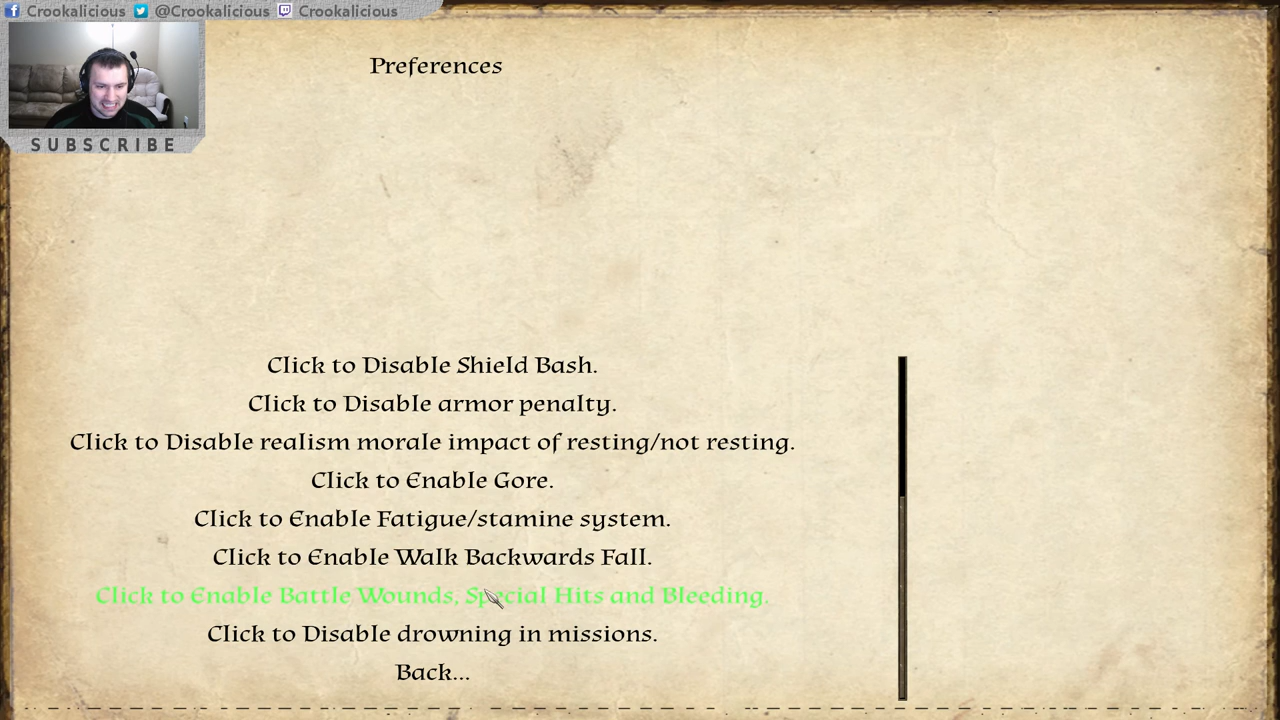 Crookalicious @Crookalicious Crookalicious
SUBSCRIBE
Preferences
Click to Disable Shield Bash.
Click to Disable armor penalty.
Click to Disable realism morale impact of resting/not resting.
Click to Enable Gore.
Click to Enable Fatigue/stamine system.
Click to Enable Walk Backwards Fall.
Click to Enable Battle Wounds, Special Hits and Bleeding.
Click to Disable drowning in missions.
Back...